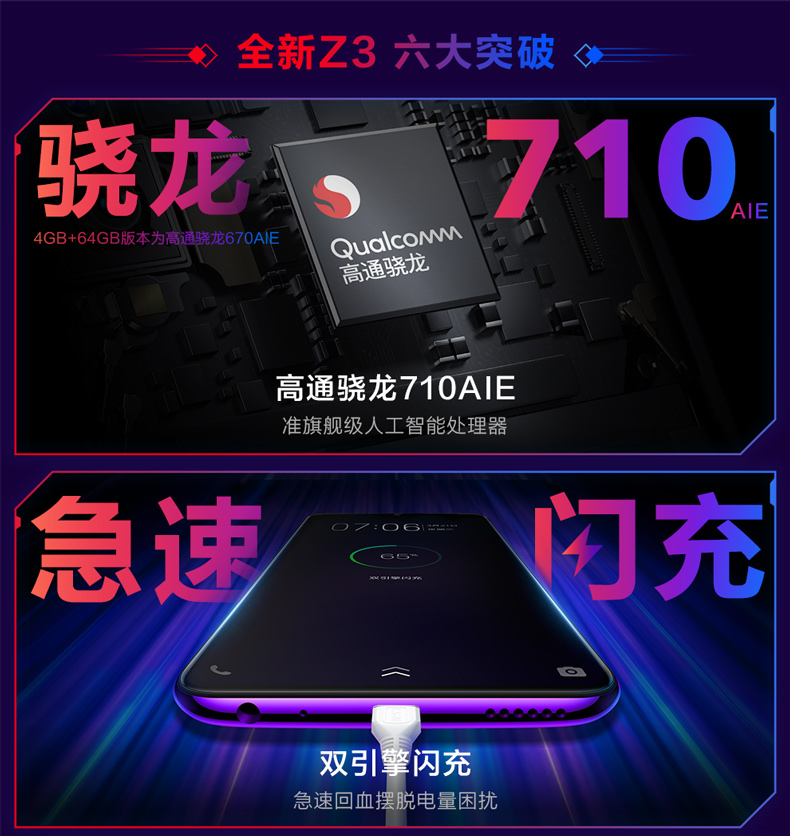 全新Z3 六大突破
骁龙 710 AIE
4GB+64GB版本为高通骁龙670AIE
Qualcomm
高通骁龙
高通骁龙710AIE
准旗舰级人工智能处理器
急速 闪充
07:06
65%
双引擎闪充
双引擎闪充
急速回血摆脱电量困扰